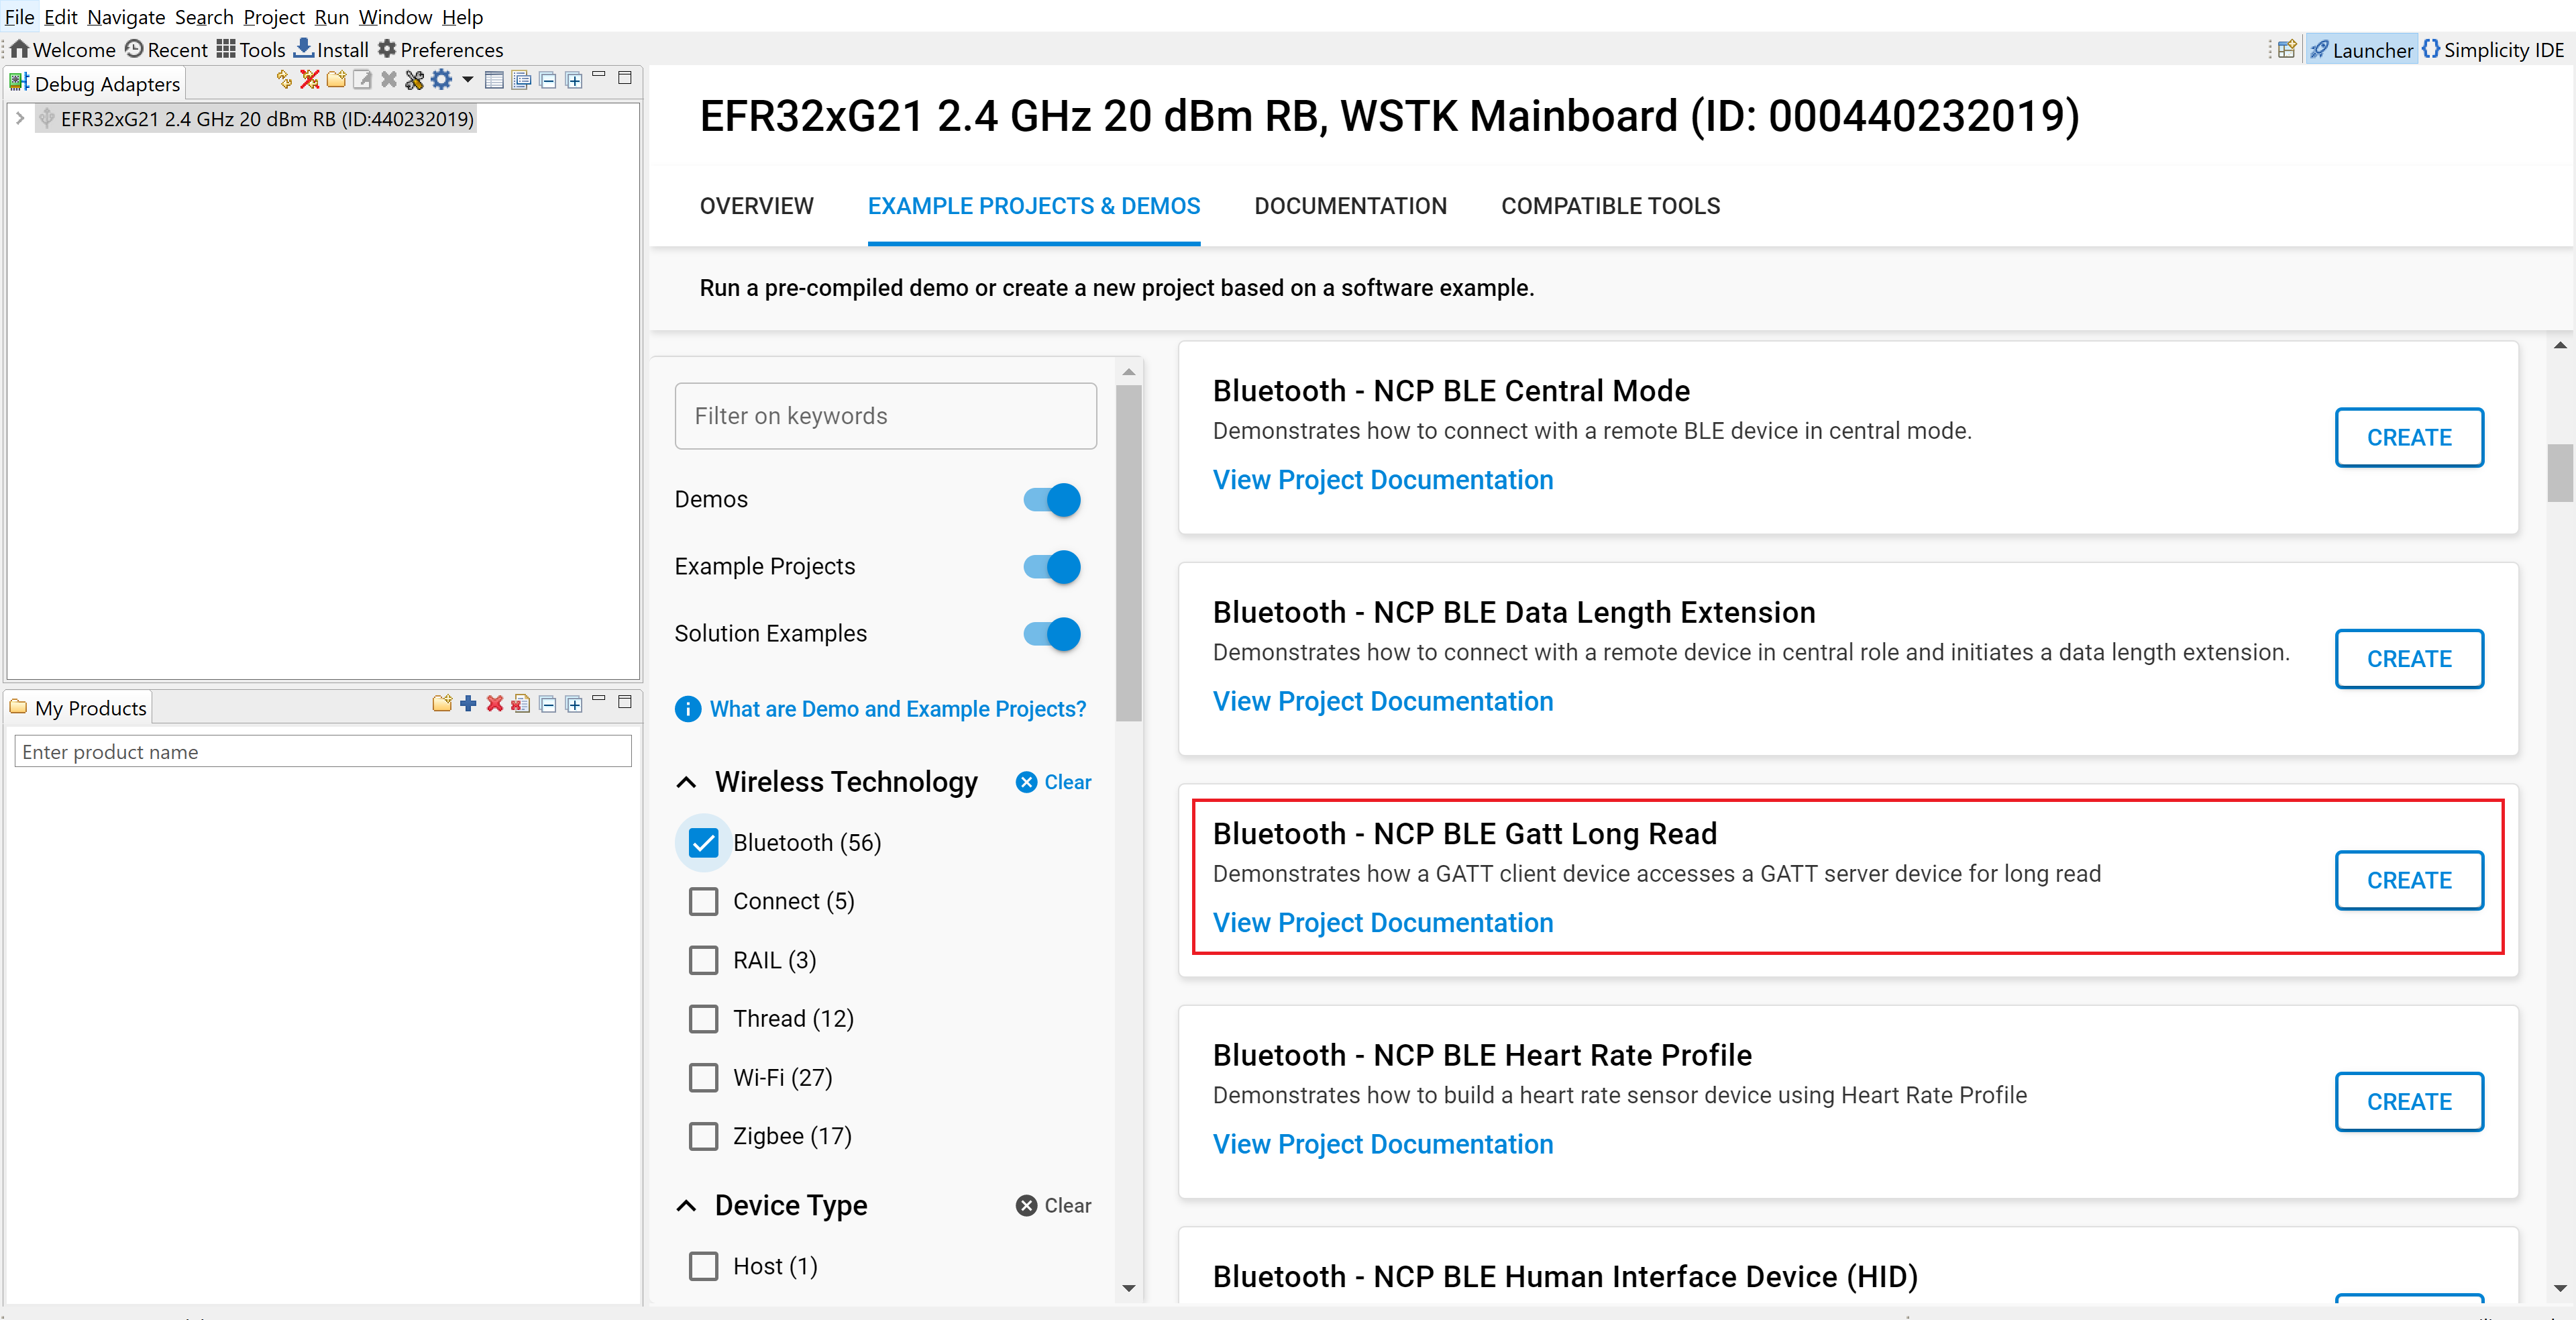 File Edit Navigate Search Project Run Window Help
Welcome Recent Tools Install Preferences
Launcher Simplicity IDE
Debug Adapters
EFR32xG21 2.4 GHz 20 dBm RB (ID:440232019)
My Products
Enter product name
EFR32xG21 2.4 GHz 20 dBm RB, WSTK Mainboard (ID: 000440232019)
OVERVIEW EXAMPLE PROJECTS & DEMOS DOCUMENTATION COMPATIBLE TOOLS
Run a pre-compiled demo or create a new project based on a software example.
Filter on keywords
Demos
Example Projects
Solution Examples
What are Demo and Example Projects?
Wireless Technology Clear
Bluetooth (56)
Connect (5)
RAIL (3)
Thread (12)
Wi-Fi (27)
Zigbee (17)
Device Type Clear
Host (1)
Bluetooth - NCP BLE Central Mode
Demonstrates how to connect with a remote BLE device in central mode.
View Project Documentation
CREATE
Bluetooth - NCP BLE Data Length Extension
Demonstrates how to connect with a remote device in central role and initiates a data length extension.
View Project Documentation
CREATE
Bluetooth - NCP BLE Gatt Long Read
Demonstrates how a GATT client device accesses a GATT server device for long read
View Project Documentation
CREATE
Bluetooth - NCP BLE Heart Rate Profile
Demonstrates how to build a heart rate sensor device using Heart Rate Profile
View Project Documentation
CREATE
Bluetooth - NCP BLE Human Interface Device (HID)